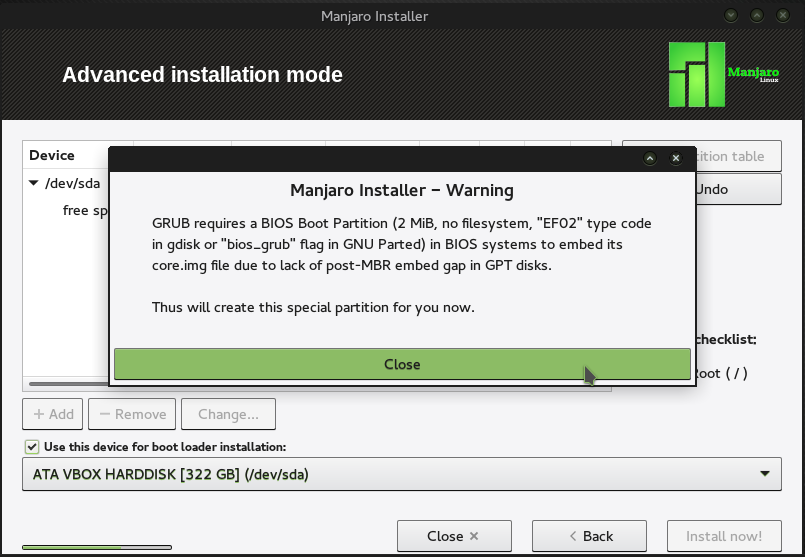 Manjaro Installer
Advanced installation mode
Manjaro
Linux
Device
/dev/sda
free sp
ition table
Undo
Manjaro Installer – Warning
GRUB requires a BIOS Boot Partition (2 MiB, no filesystem, "EF02" type code
in gdisk or "bios_grub" flag in GNU Parted) in BIOS systems to embed its
core.img file due to lack of post-MBR embed gap in GPT disks.
Thus will create this special partition for you now.
Close
checklist:
Root ( / )
+ Add
− Remove
Change...
Use this device for boot loader installation:
ATA VBOX HARDDISK [322 GB] (/dev/sda)
Close ×
< Back
Install now!